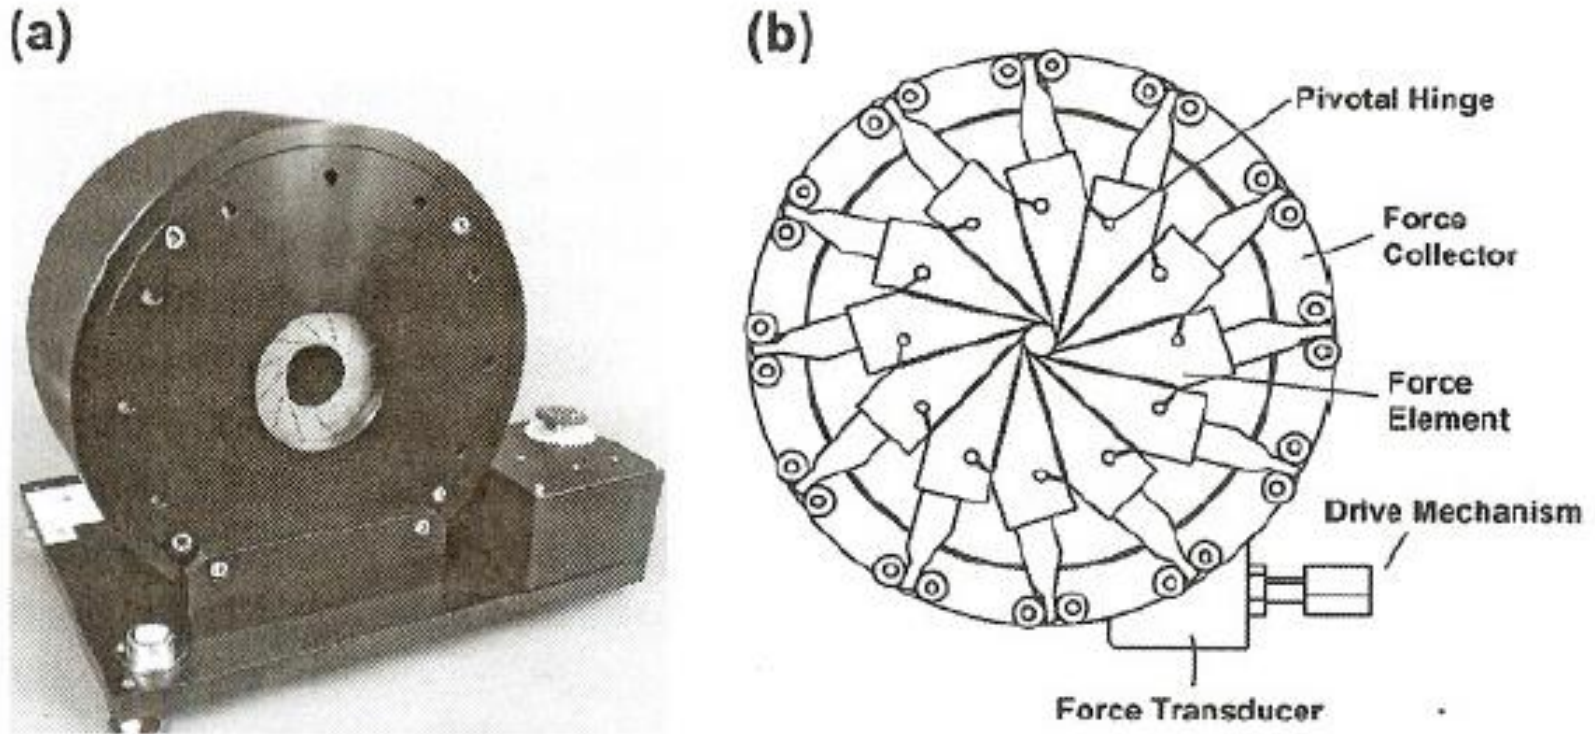 (a)
(b)
Pivotal Hinge
Force
Collector
Force
Element
Drive Mechanism
Force Transducer